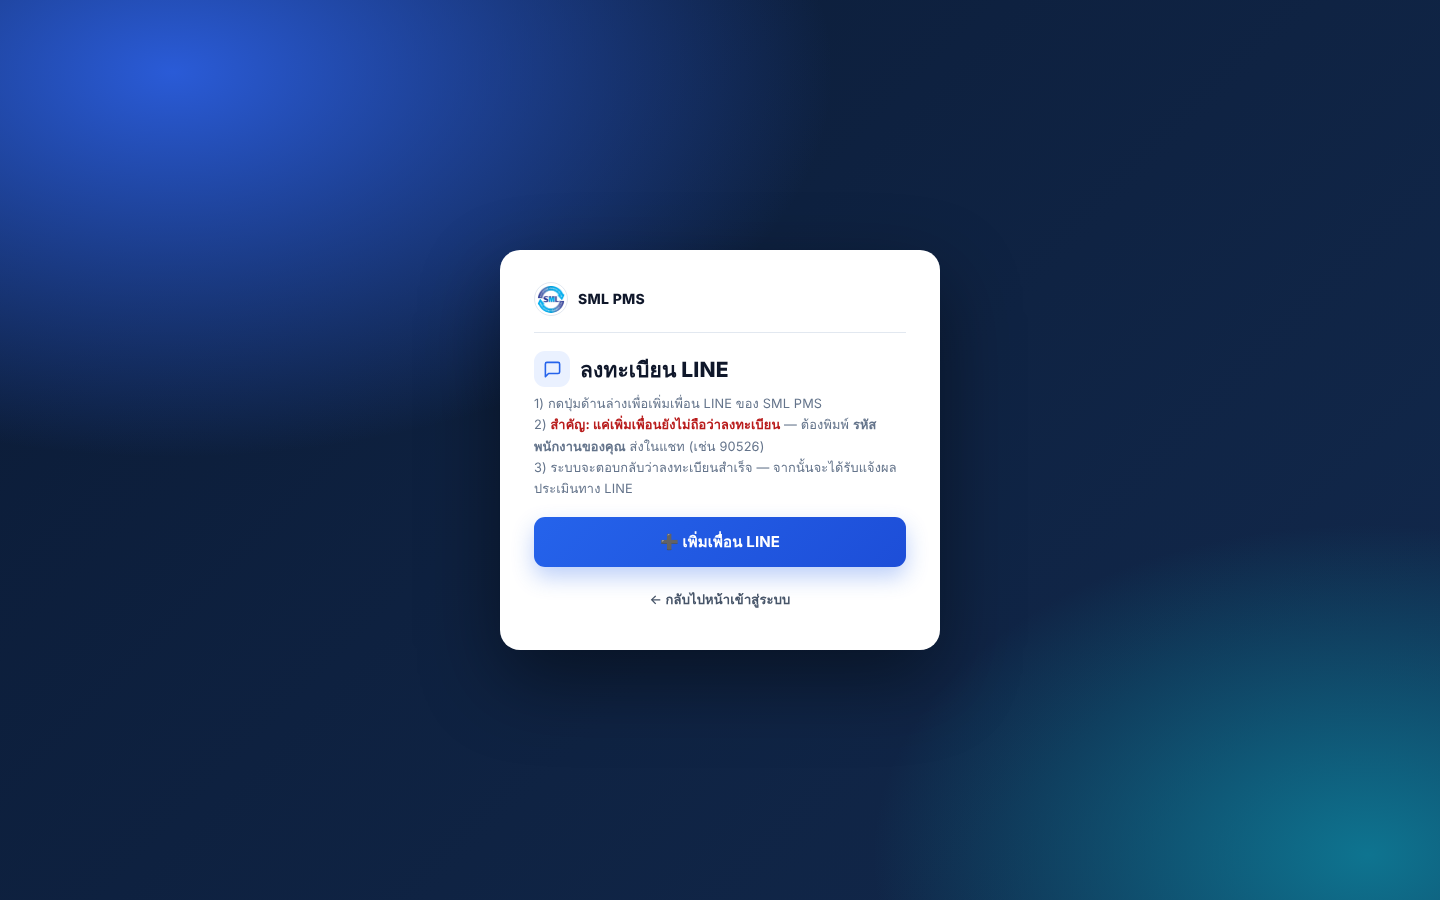 SML
SML PMS
ลงทะเบียน LINE
1) กดปุ่มด้านล่างเพื่อเพิ่มเพื่อน LINE ของ SML PMS
2) สำคัญ: แค่เพิ่มเพื่อนยังไม่ถือว่าลงทะเบียน — ต้องพิมพ์ รหัส
พนักงานของคุณ ส่งในแชท (เช่น 90526)
3) ระบบจะตอบกลับว่าลงทะเบียนสำเร็จ — จากนั้นจะได้รับแจ้งผล
ประเมินทาง LINE
➕ เพิ่มเพื่อน LINE
← กลับไปหน้าเข้าสู่ระบบ